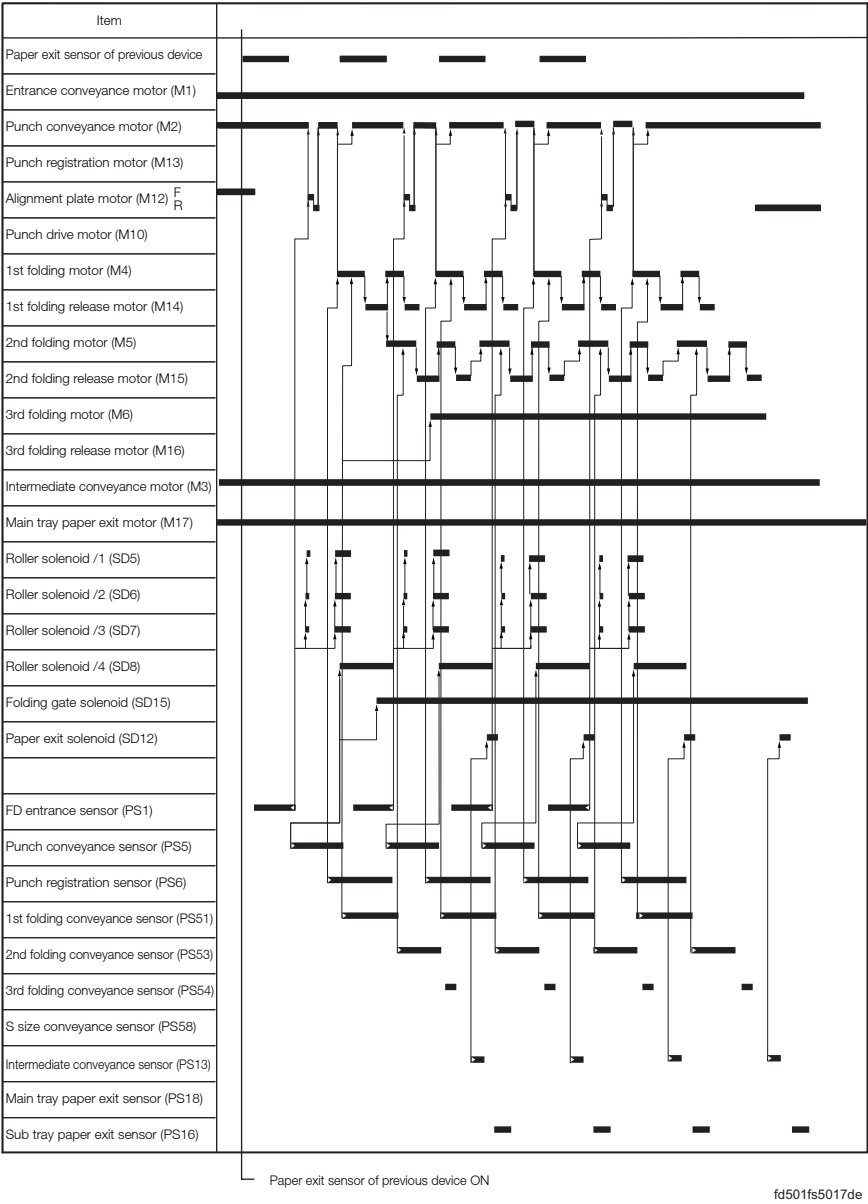 Item
Paper exit sensor of previous device
Entrance conveyance motor (M1)
Punch conveyance motor (M2)
Punch registration motor (M13)
Alignment plate motor (M12) F
R
Punch drive motor (M10)
1st folding motor (M4)
1st folding release motor (M14)
2nd folding motor (M5)
2nd folding release motor (M15)
3rd folding motor (M6)
3rd folding release motor (M16)
Intermediate conveyance motor (M3)
Main tray paper exit motor (M17)
Roller solenoid /1 (SD5)
Roller solenoid /2 (SD6)
Roller solenoid /3 (SD7)
Roller solenoid /4 (SD8)
Folding gate solenoid (SD15)
Paper exit solenoid (SD12)
FD entrance sensor (PS1)
Punch conveyance sensor (PS5)
Punch registration sensor (PS6)
1st folding conveyance sensor (PS51)
2nd folding conveyance sensor (PS53)
3rd folding conveyance sensor (PS54)
S size conveyance sensor (PS58)
Intermediate conveyance sensor (PS13)
Main tray paper exit sensor (PS18)
Sub tray paper exit sensor (PS16)
Paper exit sensor of previous device ON
fd501fs5017de